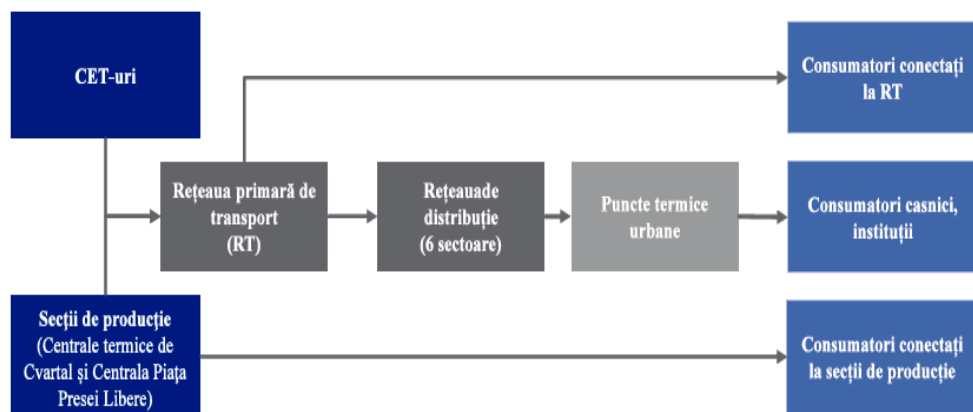 CET-uri
Consumatori conectați
la RT
Rețeaua primară de
transport
(RT)
Rețeauade
distribuție
(6 sectoare)
Puncte termice
urbane
Consumatori casnici,
instituții
Secții de producție
(Centrale termice de
Cvartal și Centrala Piața
Presei Libere)
Consumatori conectați
la secții de producție